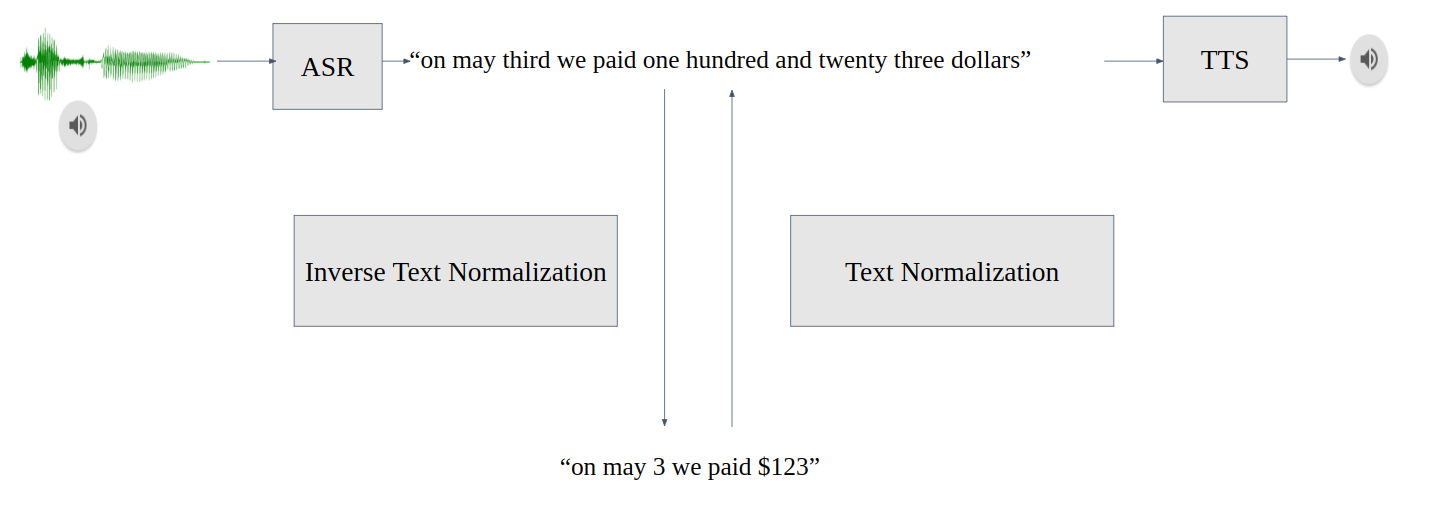 ASR
“on may third we paid one hundred and twenty three dollars”
TTS
Inverse Text Normalization
Text Normalization
“on may 3 we paid $123”